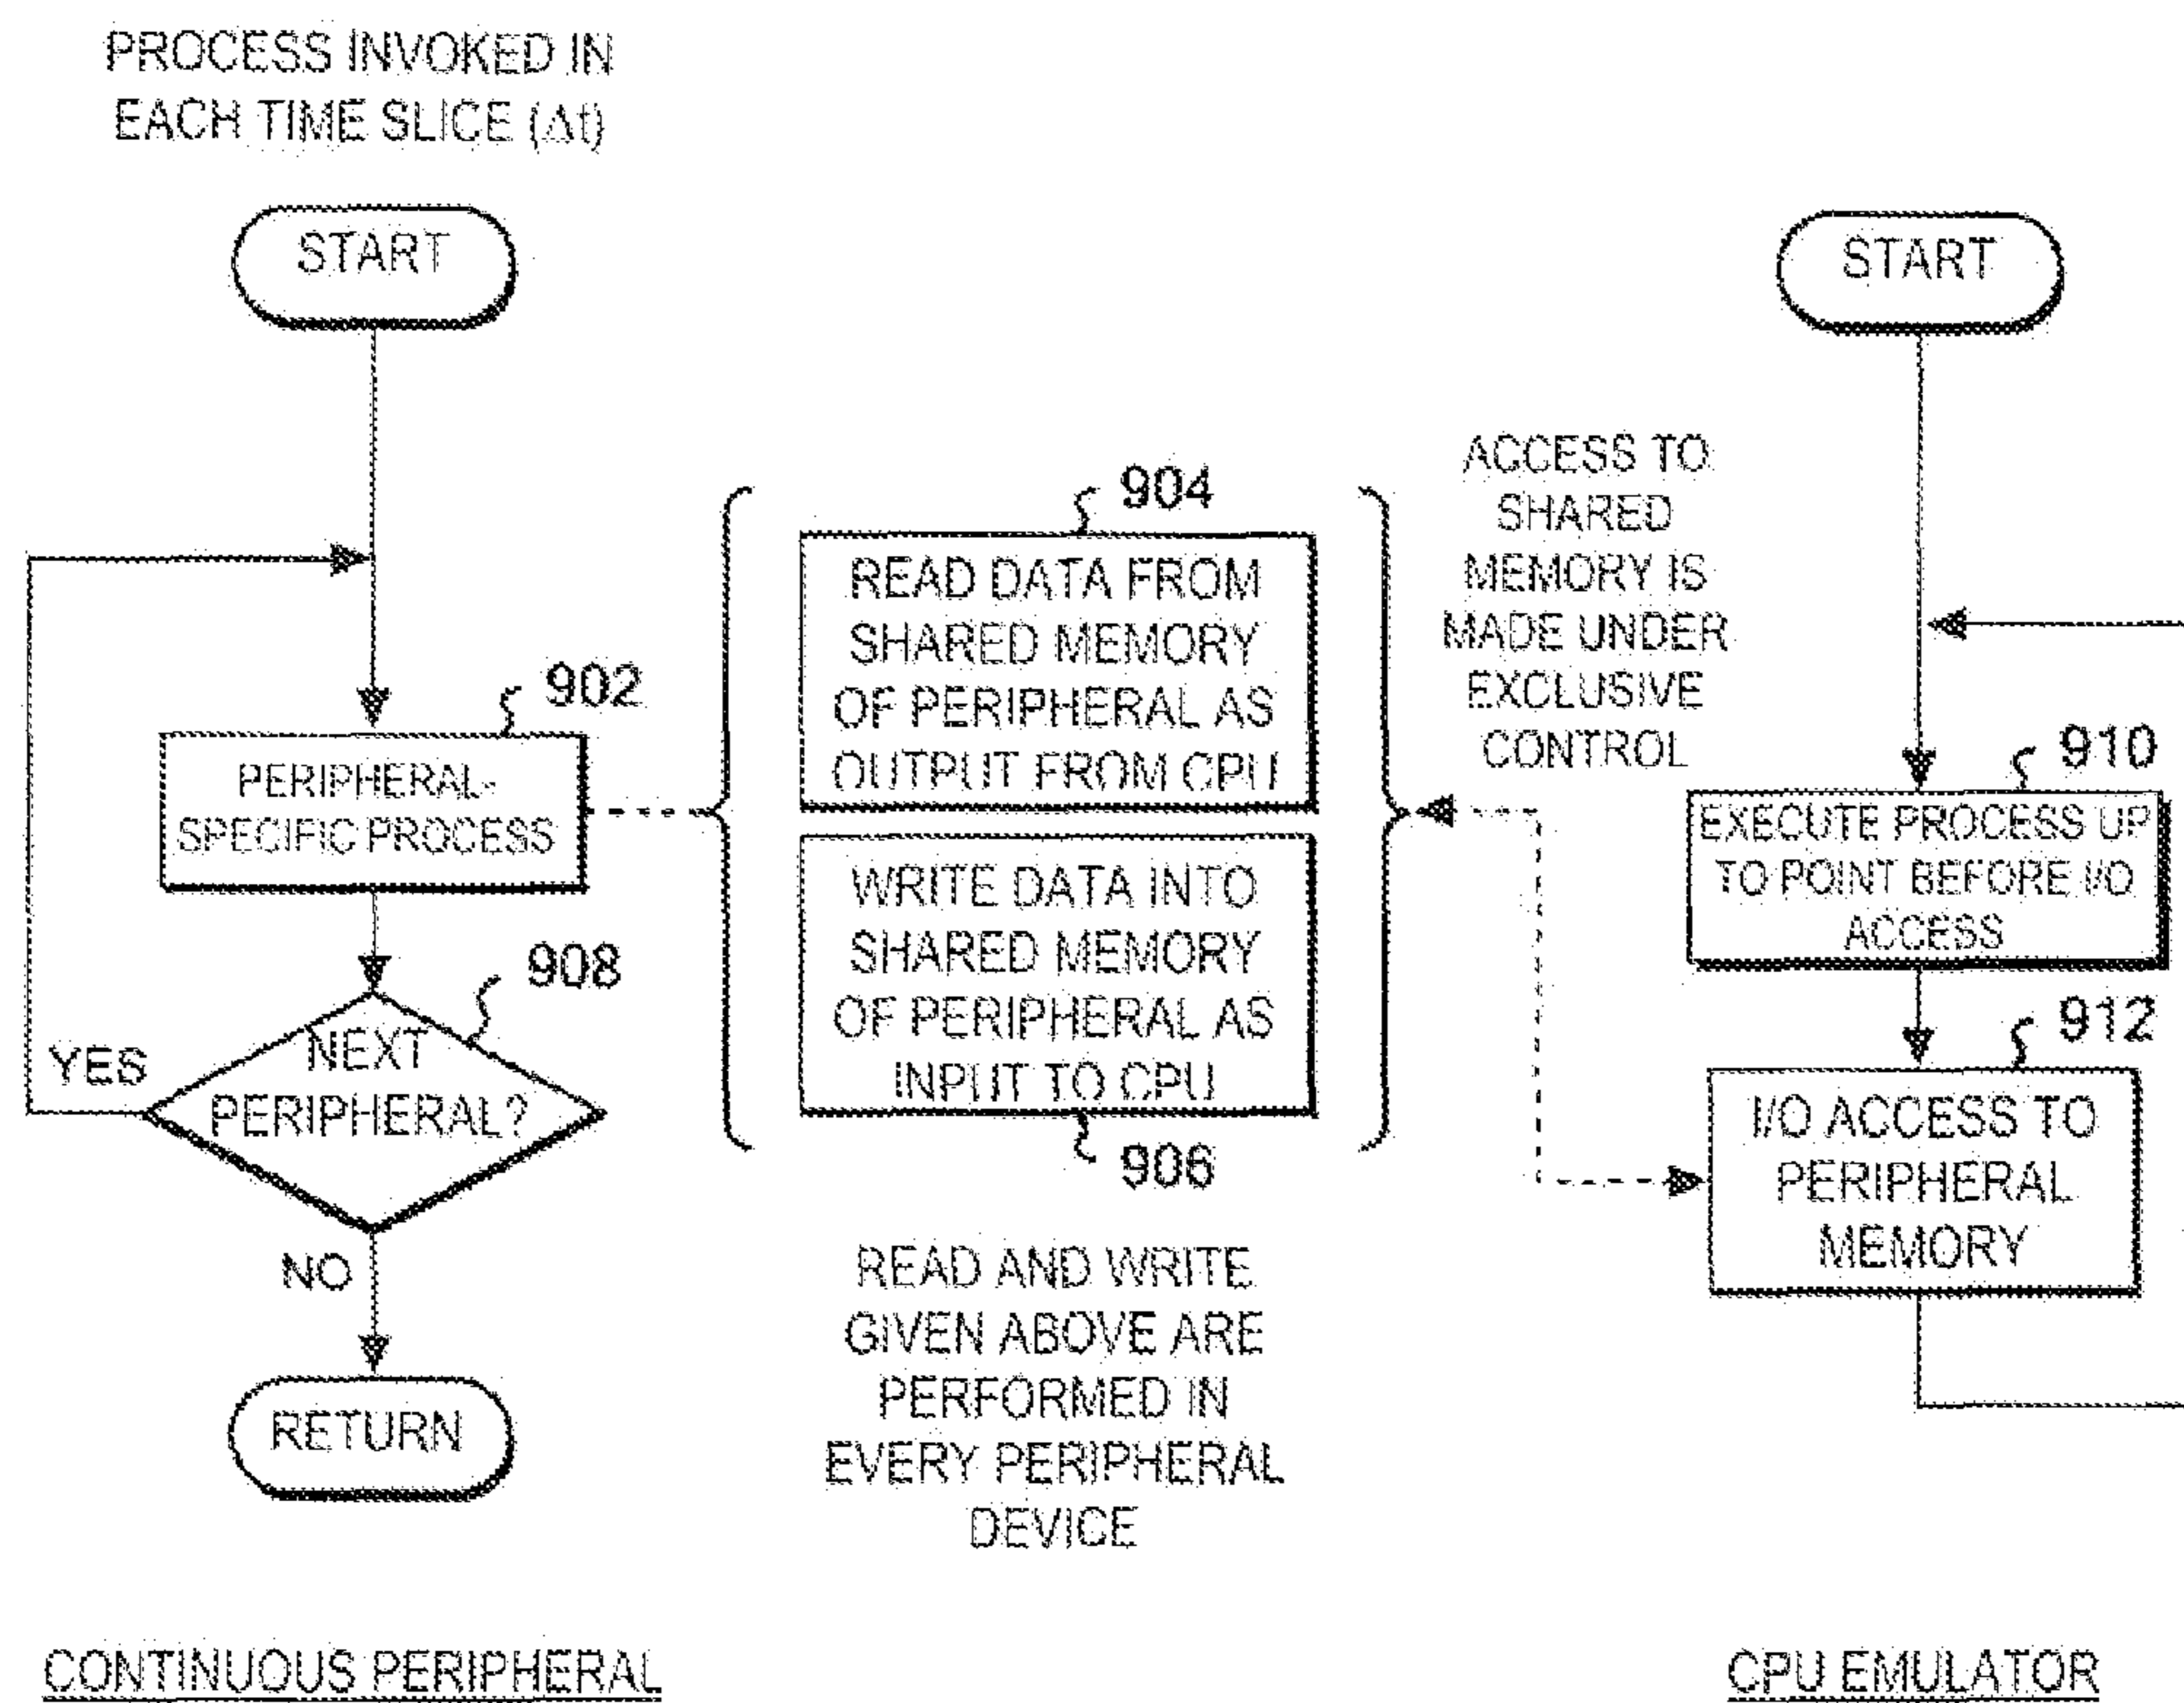 PROCESS INVOKED IN
EACH TIME SLICE (Δt)
START
902
PERIPHERAL-
SPECIFIC PROCESS
908
NEXT
PERIPHERAL?
YES
NO
RETURN
CONTINUOUS PERIPHERAL
904
READ DATA FROM
SHARED MEMORY
OF PERIPHERAL AS
OUTPUT FROM CPU
WRITE DATA INTO
SHARED MEMORY
OF PERIPHERAL AS
INPUT TO CPU
906
READ AND WRITE
GIVEN ABOVE ARE
PERFORMED IN
EVERY PERIPHERAL
DEVICE
ACCESS TO
SHARED
MEMORY IS
MADE UNDER
EXCLUSIVE
CONTROL
START
910
EXECUTE PROCESS UP
TO POINT BEFORE I/O
ACCESS
912
I/O ACCESS TO
PERIPHERAL
MEMORY
CPU EMULATOR